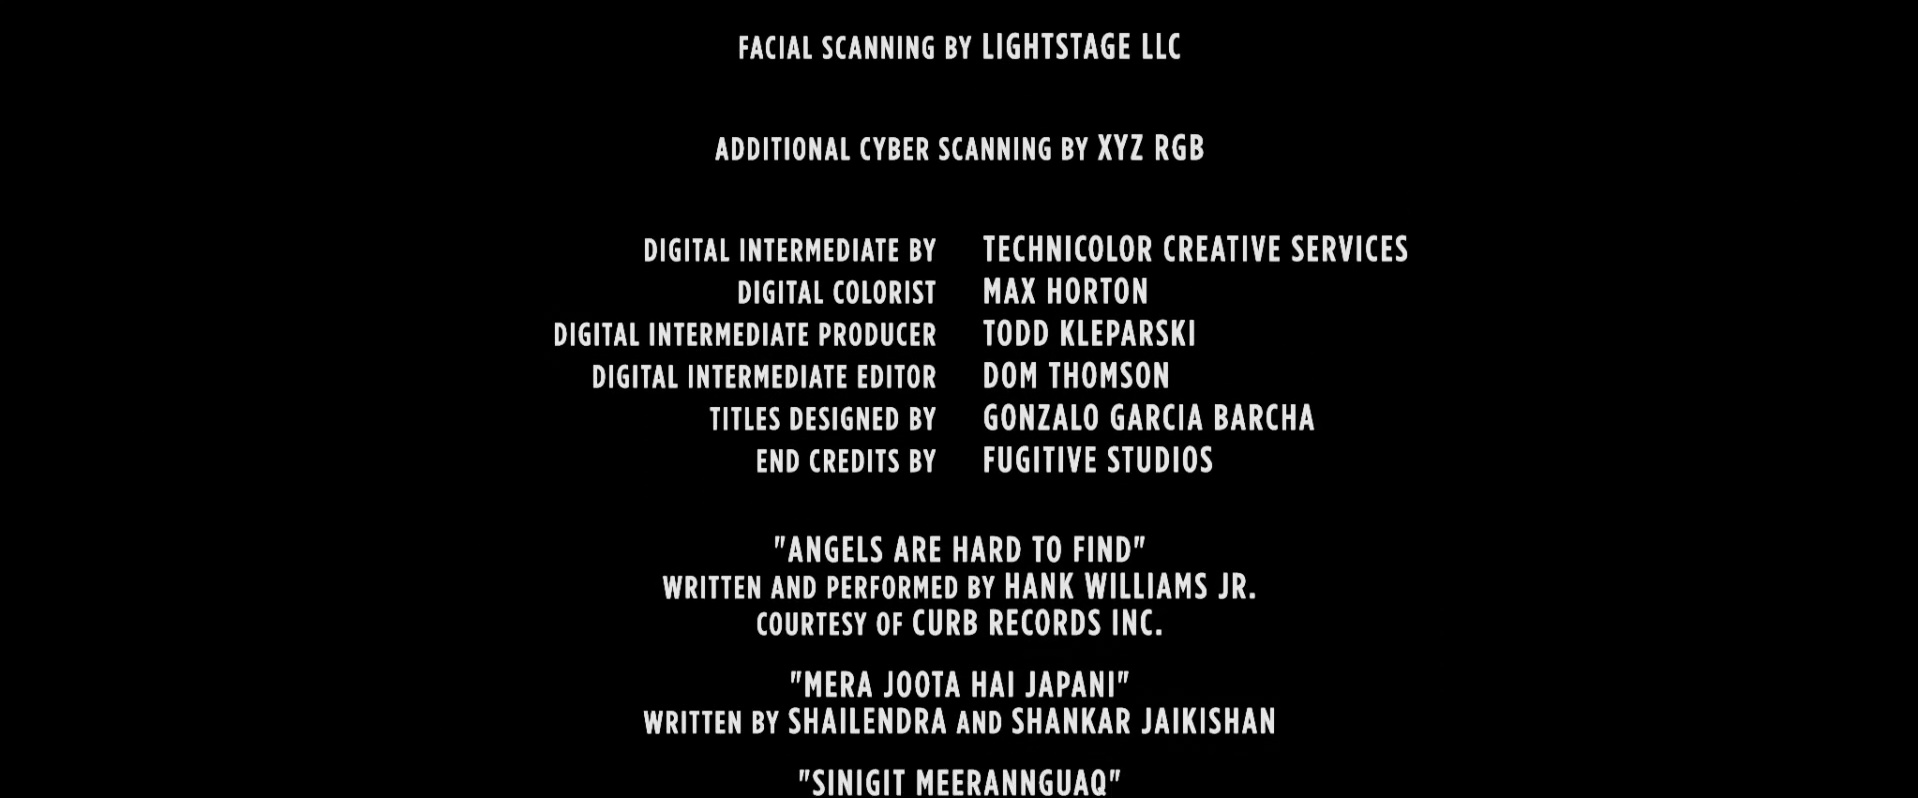 FACIAL SCANNING BY LIGHTSTAGE LLC
ADDITIONAL CYBER SCANNING BY XYZ RGB
DIGITAL INTERMEDIATE BY TECHNICOLOR CREATIVE SERVICES
DIGITAL COLORIST MAX HORTON
DIGITAL INTERMEDIATE PRODUCER TODD KLEPARSKI
DIGITAL INTERMEDIATE EDITOR DOM THOMSON
TITLES DESIGNED BY GONZALO GARCIA BARCHA
END CREDITS BY FUGITIVE STUDIOS
"ANGELS ARE HARD TO FIND"
WRITTEN AND PERFORMED BY HANK WILLIAMS JR.
COURTESY OF CURB RECORDS INC.
"MERA JOOTA HAI JAPANI"
WRITTEN BY SHAILENDRA AND SHANKAR JAIKISHAN
"SINIGIT MEERANNGUAQ"